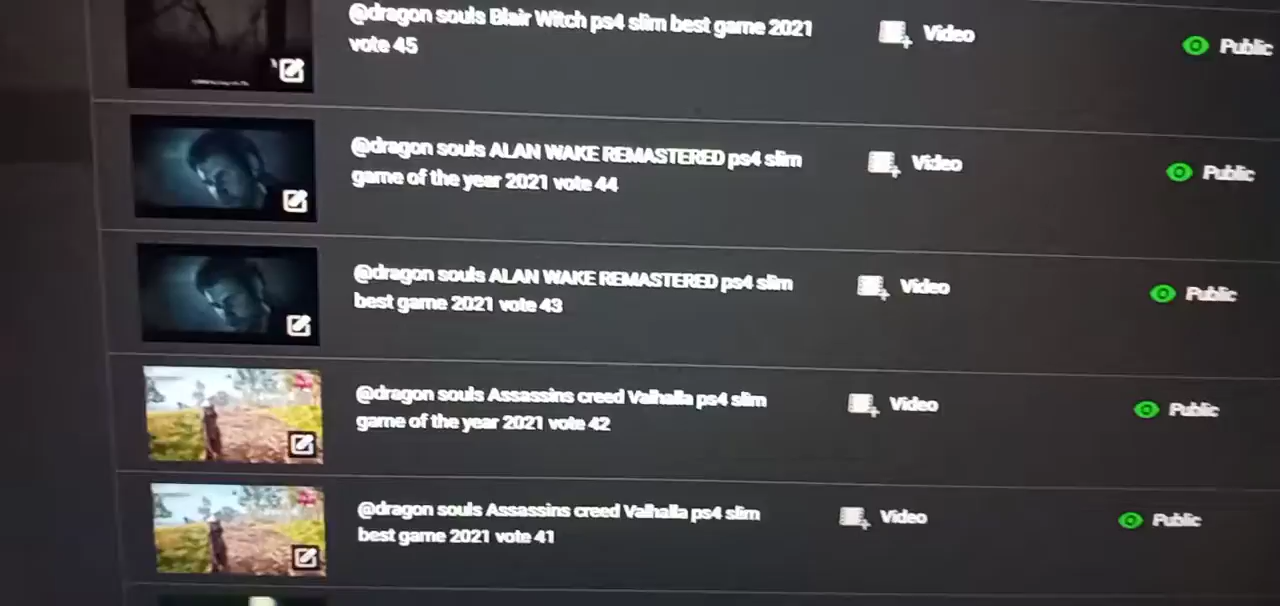 @dragon souls Blair Witch ps4 slim best game 2021
vote 45
Video
Public
@dragon souls ALAN WAKE REMASTERED ps4 slim
game of the year 2021 vote 44
Video
Public
@dragon souls ALAN WAKE REMASTERED ps4 slim
best game 2021 vote 43
Video
Public
@dragon souls Assassins creed Valhalla ps4 slim
game of the year 2021 vote 42
Video
Public
@dragon souls Assassins creed Valhalla ps4 slim
best game 2021 vote 41
Video
Public